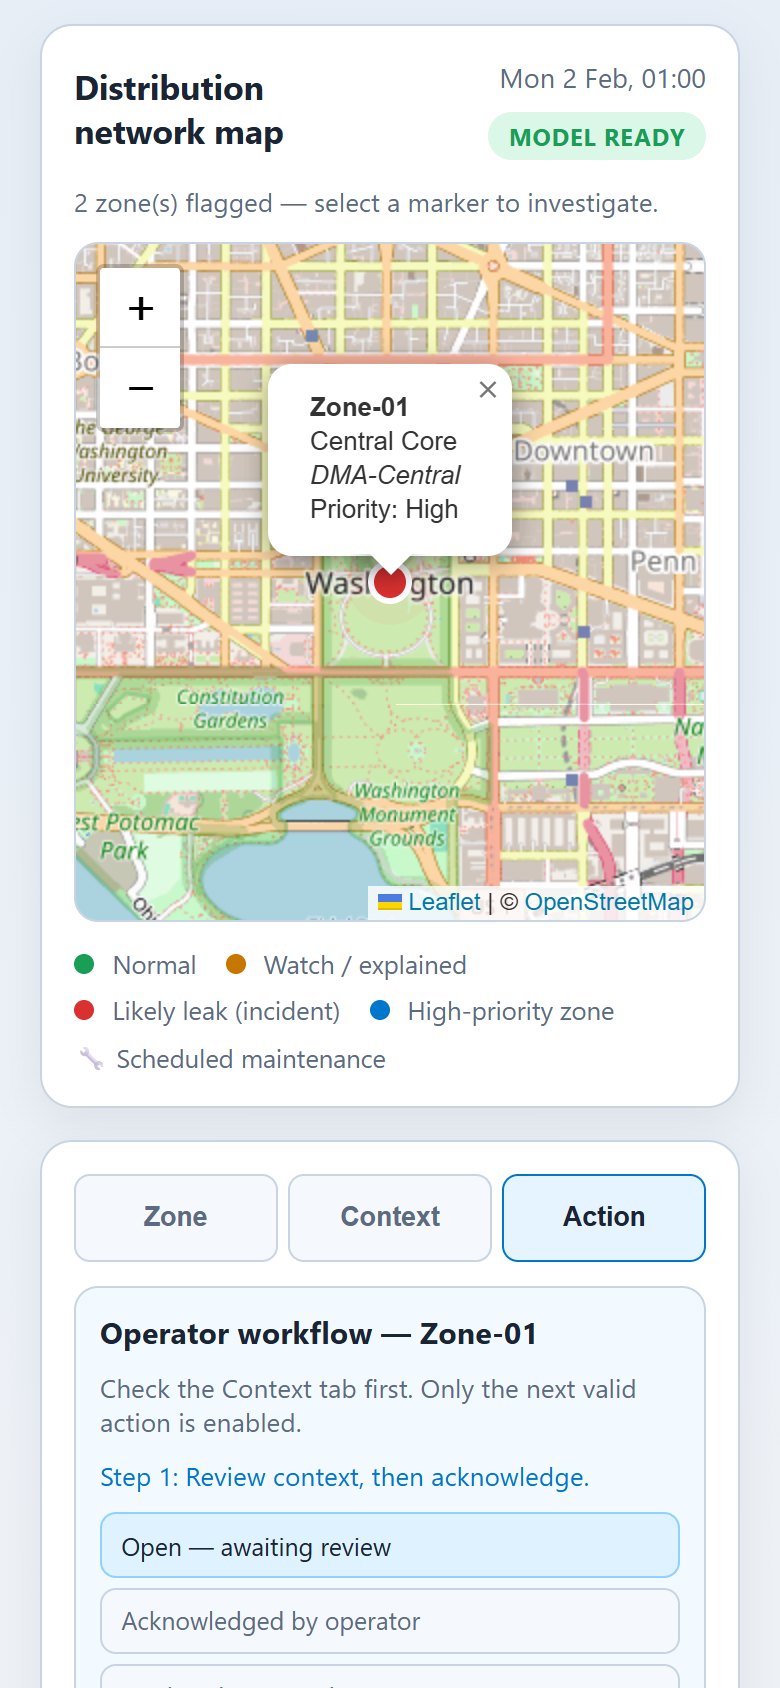 Distribution
network map
Mon 2 Feb, 01:00
MODEL READY
2 zone(s) flagged — select a marker to investigate.
+
−
Zone-01
Central Core
DMA-Central
Priority: High
×
Downtown
University
Penn
Constitution
Gardens
Washington
Monument
Grounds
Potomac
Park
Leaflet | © OpenStreetMap
Normal
Watch / explained
Likely leak (incident)
High-priority zone
Scheduled maintenance
Zone
Context
Action
Operator workflow — Zone-01
Check the Context tab first. Only the next valid
action is enabled.
Step 1: Review context, then acknowledge.
Open — awaiting review
Acknowledged by operator